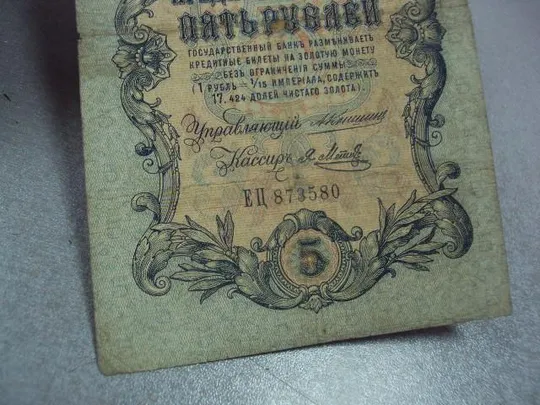 ПЯТЬ РУБЛЕЙ
ГОСУДАРСТВЕННЫЙ БАНКЪ РАЗМѢНИВАЕТЪ
КРЕДИТНЫЕ БИЛЕТЫ НА ЗОЛОТУЮ МОНЕТУ
БЕЗЪ ОГРАНИЧЕНІЯ СУММЫ
(1 РУБЛЬ = 1/15 ИМПЕРІАЛА, СОДЕРЖИТЪ
17,424 ДОЛЕЙ ЧИСТАГО ЗОЛОТА).
Управляющій
Кассиръ
ЕЦ 873580
5